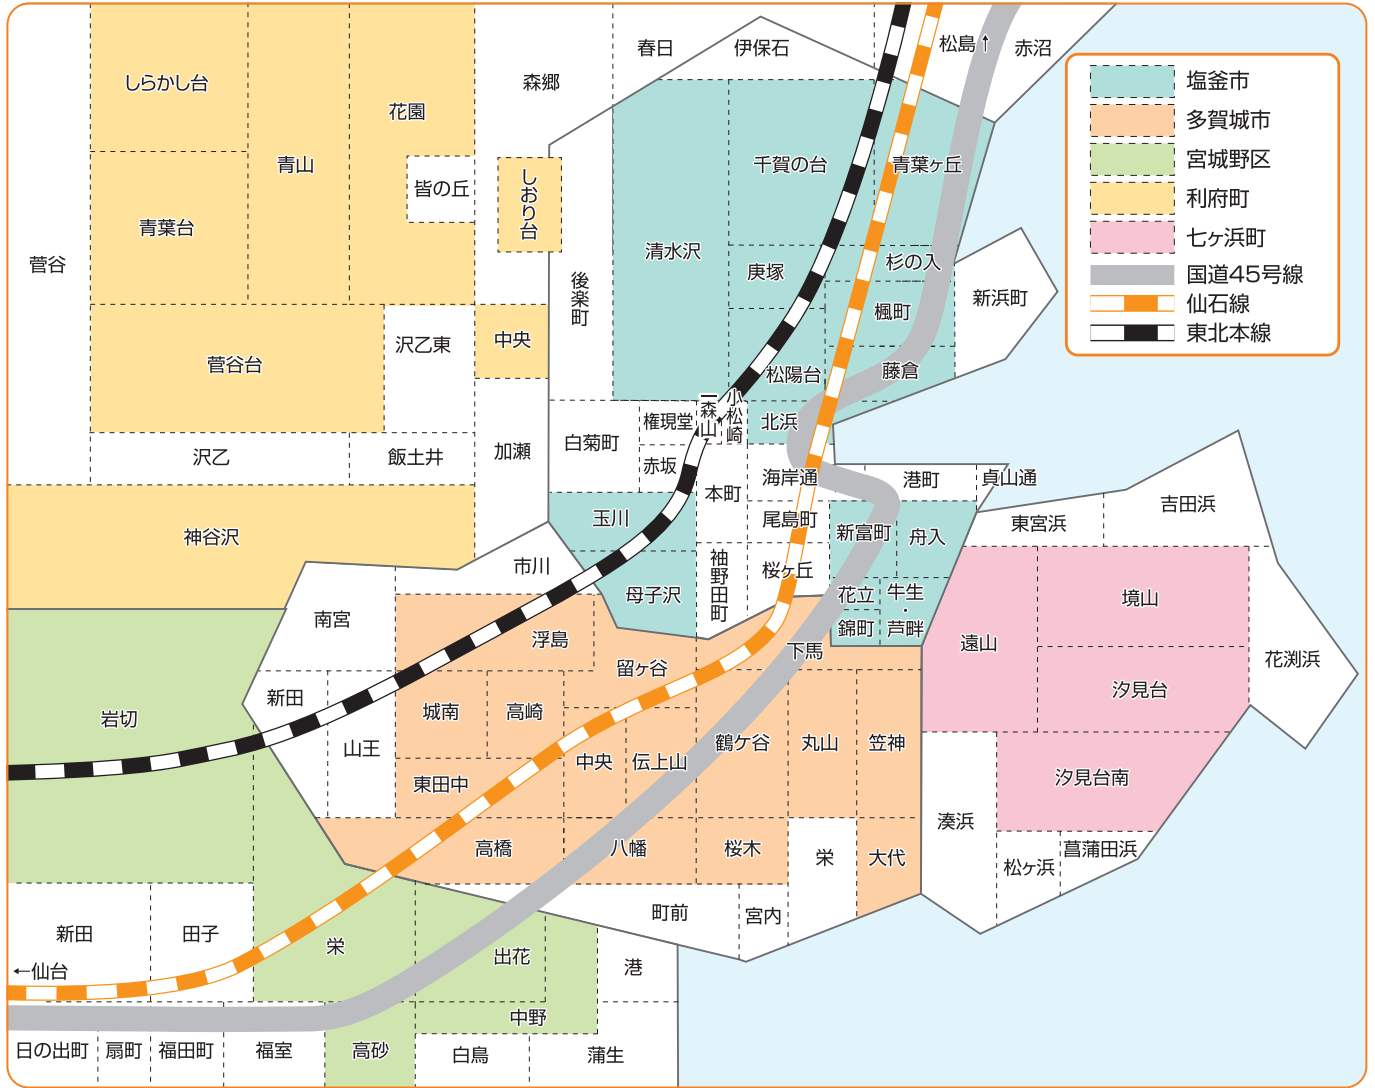 春日
伊保石
松島↑
赤沼
森郷
しらかし台
花園
青山
皆の丘
しおり台
青葉台
菅谷
千賀の台
青葉ヶ丘
清水沢
庚塚
杉の入
楓町
新浜町
後楽町
沢乙東
中央
菅谷台
松陽台
藤倉
一森山
小松崎
権現堂
北浜
白菊町
加瀬
沢乙
飯土井
赤坂
本町
海岸通
港町
貞山通
神谷沢
玉川
尾島町
新富町
舟入
東宮浜
吉田浜
市川
袖野田町
桜ヶ丘
母子沢
花立
牛生・芦畔
錦町
南宮
浮島
留ヶ谷
下馬
遠山
境山
花渕浜
汐見台
新田
岩切
山王
城南
高崎
中央
伝上山
鶴ケ谷
丸山
笠神
東田中
汐見台南
高橋
八幡
桜木
栄
大代
湊浜
松ヶ浜
菖蒲田浜
町前
宮内
新田
田子
栄
出花
港
←仙台
中野
日の出町
扇町
福田町
福室
高砂
白鳥
蒲生
塩釜市
多賀城市
宮城野区
利府町
七ヶ浜町
国道45号線
仙石線
東北本線